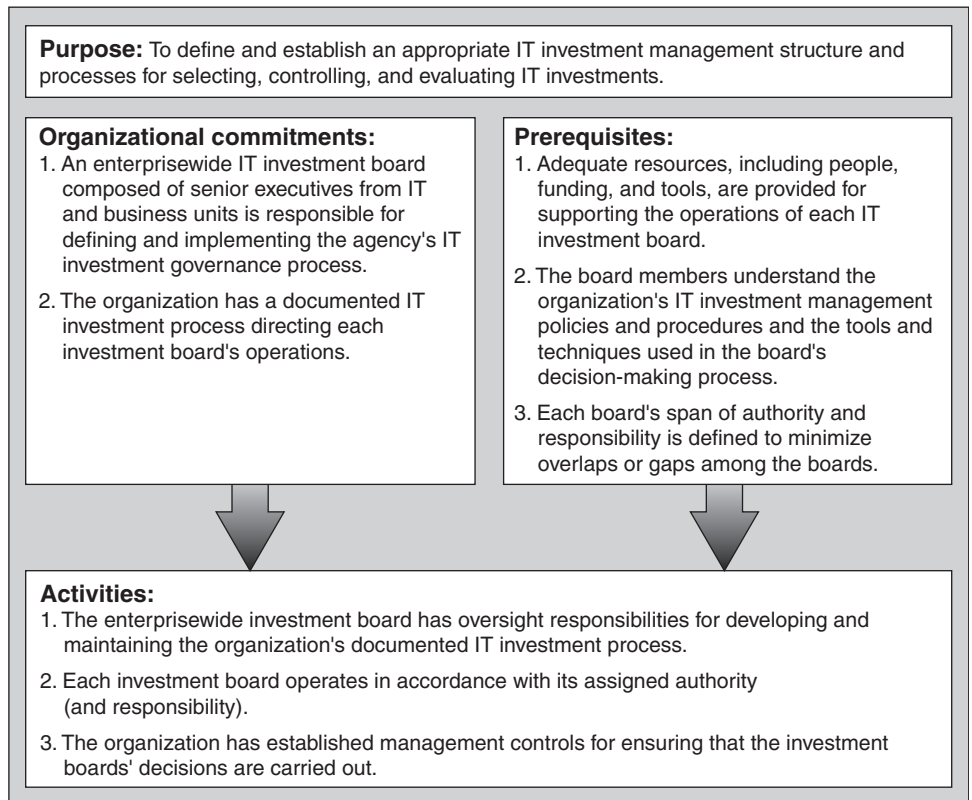 Purpose: To define and establish an appropriate IT investment management structure and
processes for selecting, controlling, and evaluating IT investments.
Organizational commitments:
1. An enterprisewide IT investment board
composed of senior executives from IT
and business units is responsible for
defining and implementing the agency's IT
investment governance process.
2. The organization has a documented IT
investment process directing each
investment board's operations.
Prerequisites:
1. Adequate resources, including people,
funding, and tools, are provided for
supporting the operations of each IT
investment board.
2. The board members understand the
organization's IT investment management
policies and procedures and the tools and
techniques used in the board's
decision-making process.
3. Each board's span of authority and
responsibility is defined to minimize
overlaps or gaps among the boards.
Activities:
1. The enterprisewide investment board has oversight responsibilities for developing and
maintaining the organization's documented IT investment process.
2. Each investment board operates in accordance with its assigned authority
(and responsibility).
3. The organization has established management controls for ensuring that the investment
boards' decisions are carried out.